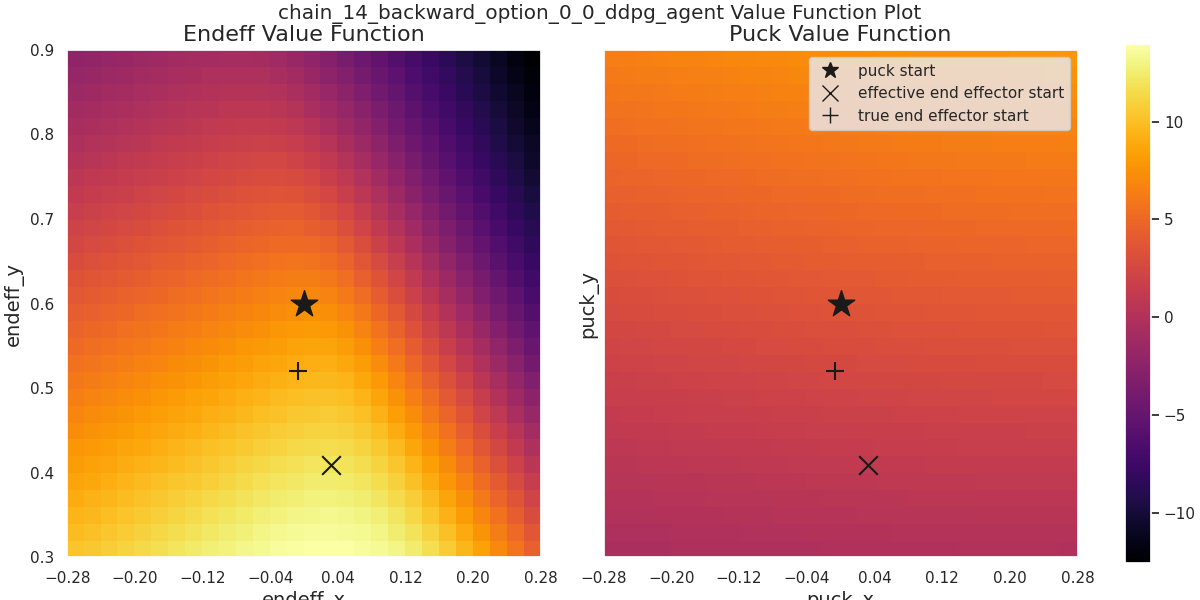 chain_14_backward_option_0_0_ddpg_agent Value Function Plot
Endeff Value Function
Puck Value Function
0.9
0.8
0.7
0.6
0.5
0.4
0.3
endeff_y
−0.28 −0.20 −0.12 −0.04 0.04 0.12 0.20 0.28
endeff_x
puck start
effective end effector start
true end effector start
puck_y
−0.28 −0.20 −0.12 −0.04 0.04 0.12 0.20 0.28
puck_x
10
5
0
−5
−10